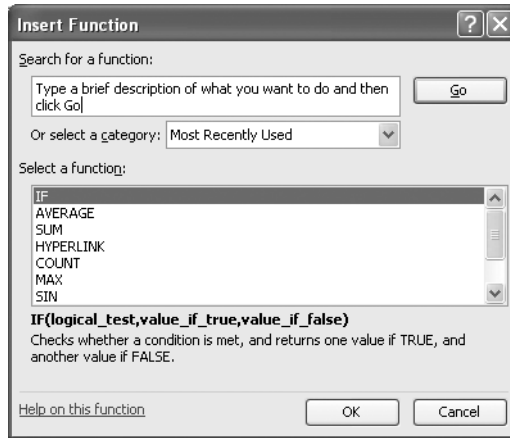 Insert Function
Search for a function:
Type a brief description of what you want to do and then
click Go
Go
Or select a category: Most Recently Used
Select a function:
IF
AVERAGE
SUM
HYPERLINK
COUNT
MAX
SIN
IF(logical_test,value_if_true,value_if_false)
Checks whether a condition is met, and returns one value if TRUE, and
another value if FALSE.
Help on this function OK Cancel